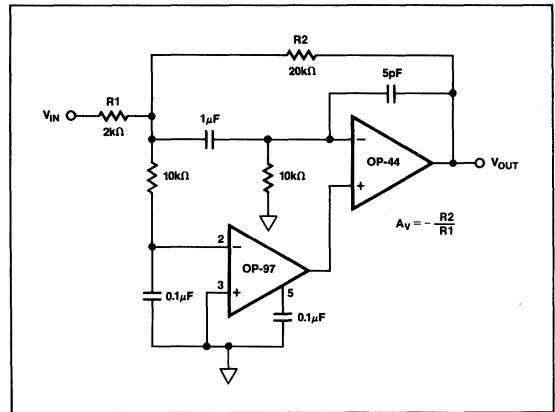 R2
20kΩ
5pF
R1
V_IN
2kΩ
1μF
−
OP-44
+
V_OUT
10kΩ
10kΩ
A_V = − R2
R1
2
−
OP-97
3
+
5
0.1μF
0.1μF